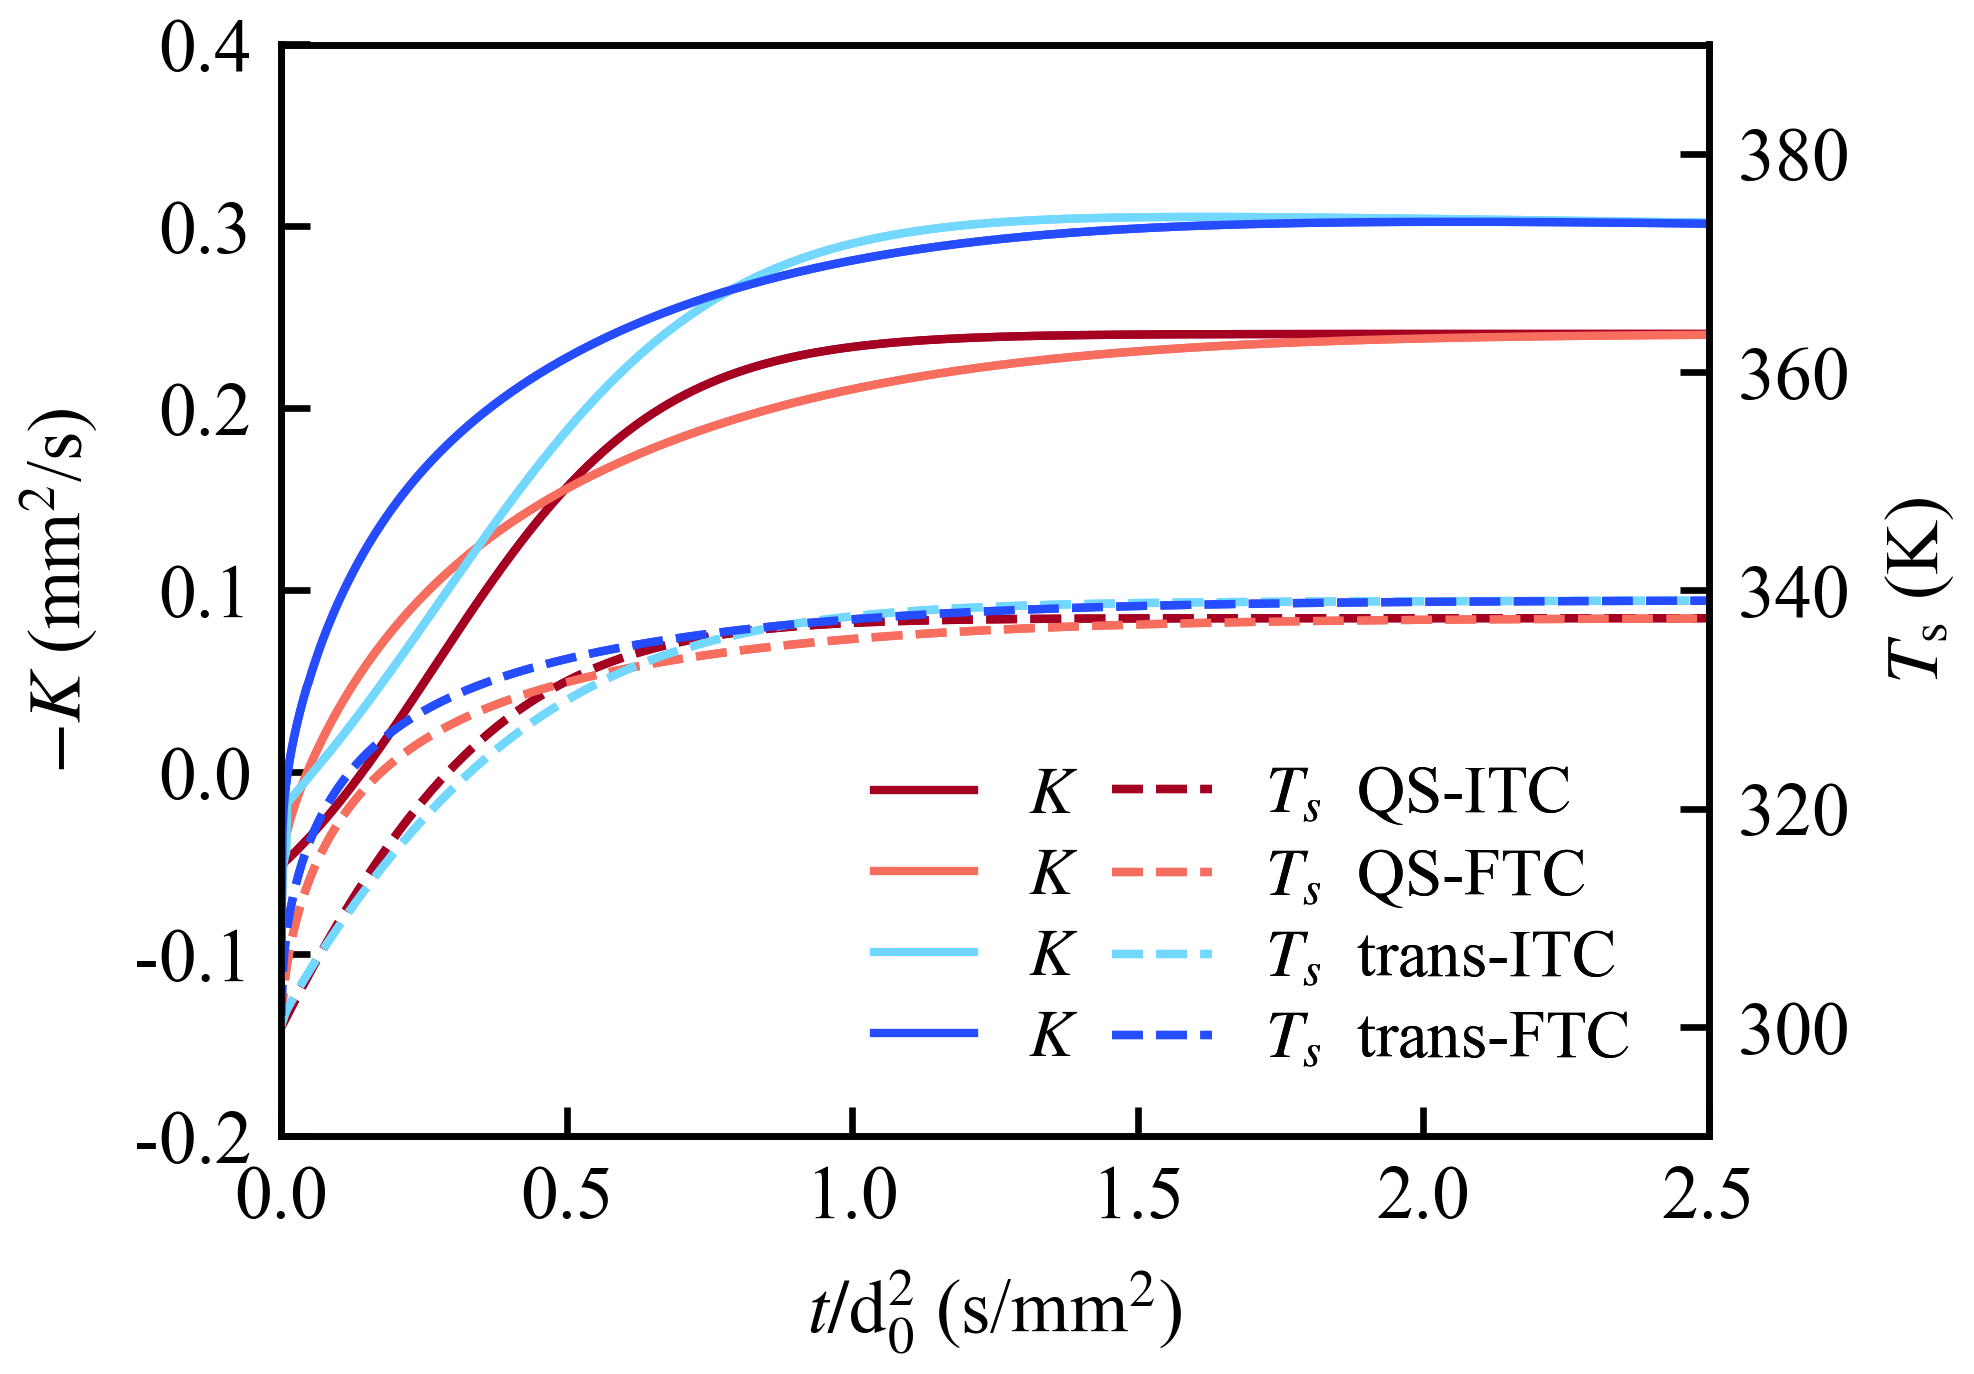 0.4
0.3
0.2
0.1
0.0
-0.1
-0.2
−K (mm²/s)
380
360
340
320
300
Tₛ (K)
K Tₛ QS-ITC
K Tₛ QS-FTC
K Tₛ trans-ITC
K Tₛ trans-FTC
0.0 0.5 1.0 1.5 2.0 2.5
t/d₀² (s/mm²)